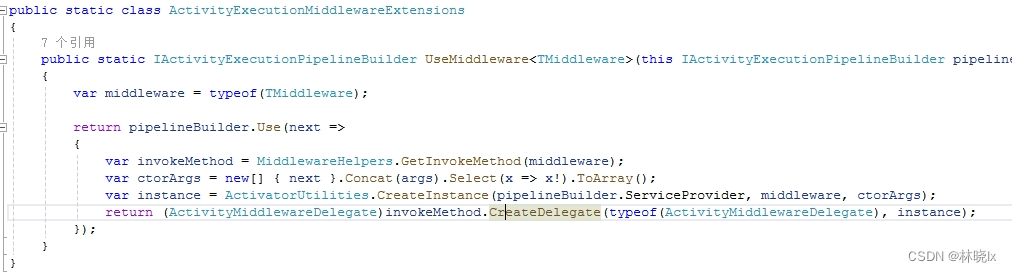 public static class ActivityExecutionMiddlewareExtensions
{
7 个引用
public static IActivityExecutionPipelineBuilder UseMiddleware<TMiddleware>(this IActivityExecutionPipelineBuilder pipeline
{
var middleware = typeof(TMiddleware);
return pipelineBuilder.Use(next =>
{
var invokeMethod = MiddlewareHelpers.GetInvokeMethod(middleware);
var ctorArgs = new[] { next }.Concat(args).Select(x => x!).ToArray();
var instance = ActivatorUtilities.CreateInstance(pipelineBuilder.ServiceProvider, middleware, ctorArgs);
return (ActivityMiddlewareDelegate)invokeMethod.CreateDelegate(typeof(ActivityMiddlewareDelegate), instance);
});
}
}
CSDN @林晓lx